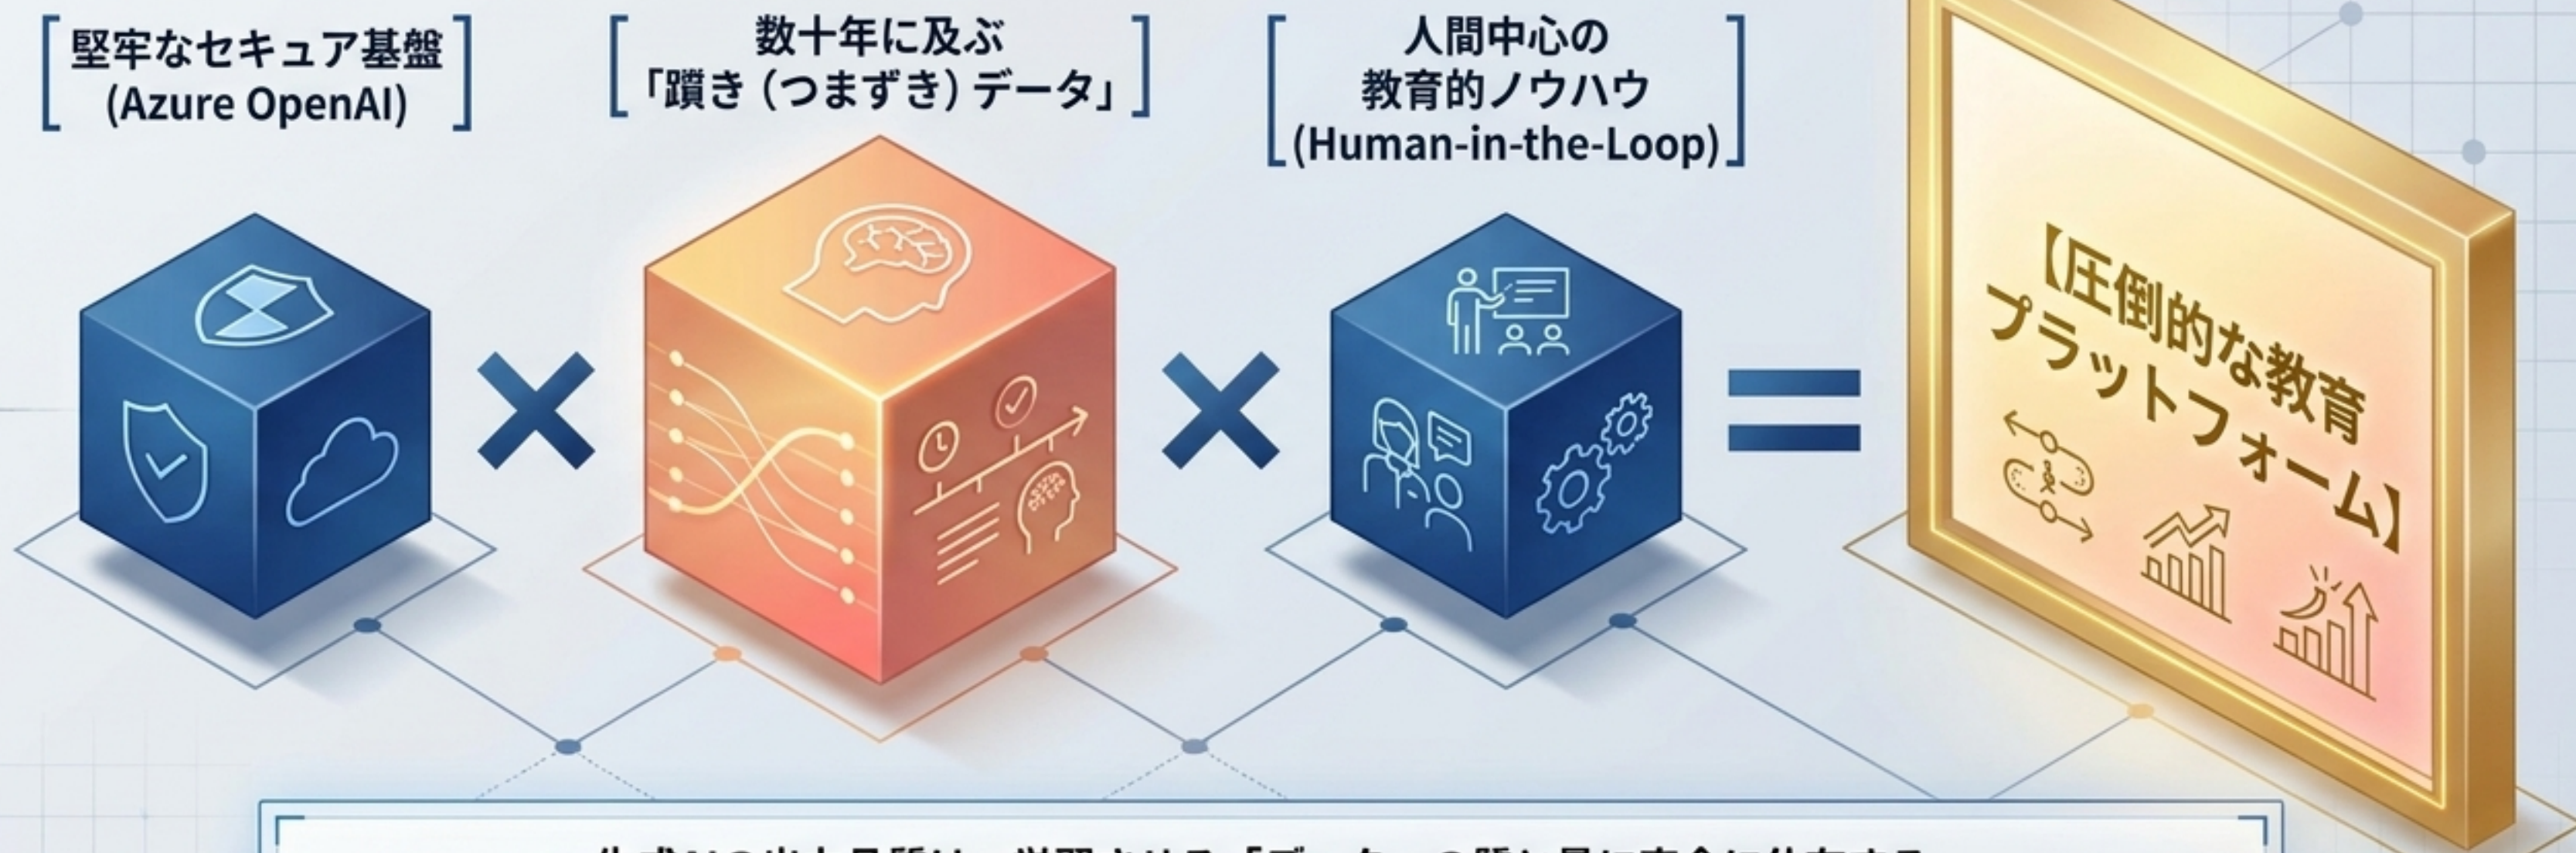 堅牢なセキュア基盤
(Azure OpenAI)
数十年に及ぶ
「躓き（つまずき）データ」
人間中心の
教育的ノウハウ
(Human-in-the-Loop)
【圧倒的な教育
プラットフォーム】